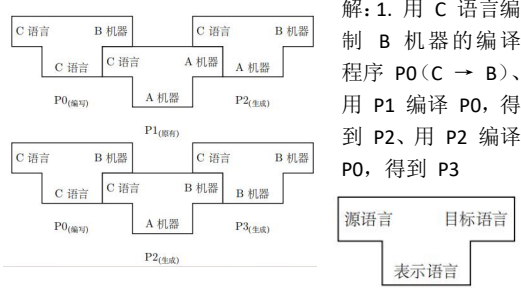 C 语言 B 机器 C 语言 B 机器
C 语言 C 语言 A 机器 A 机器
P0(编写) A 机器 P2(生成)
P1(原有)
C 语言 B 机器 C 语言 B 机器
C 语言 C 语言 B 机器 B 机器
P0(编写) A 机器 P3(生成)
P2(生成)
解:1. 用 C 语言编
制 B 机器的编译
程序 P0(C → B)、
用 P1 编译 P0,得
到 P2、用 P2 编译
P0,得到 P3
源语言 目标语言
表示语言